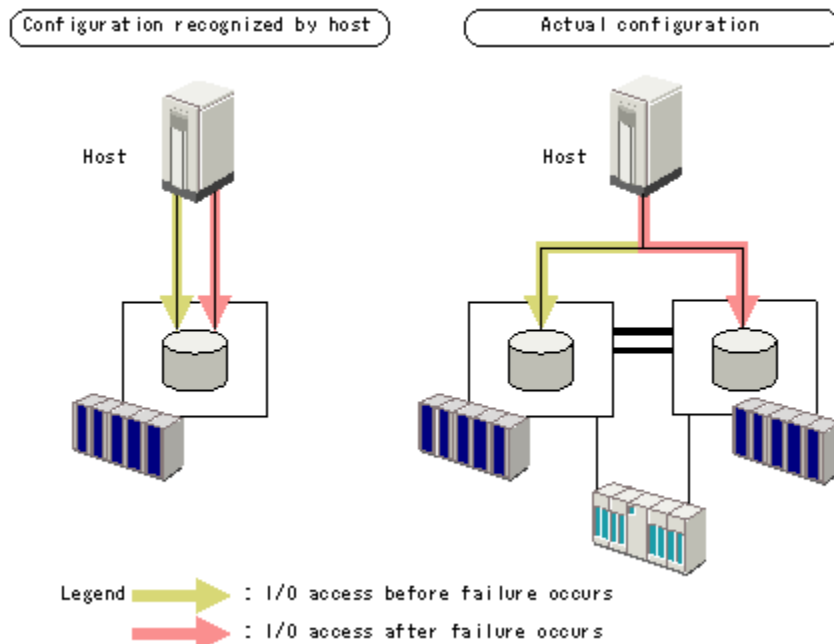 Configuration recognized by host
Actual configuration
Host
Host
Legend
: I/O access before failure occurs
: I/O access after failure occurs